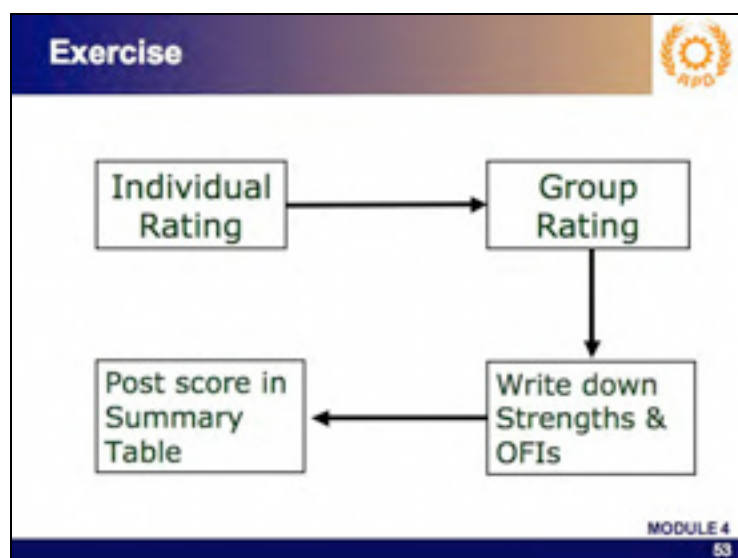 Exercise
APO
Individual
Rating
Group
Rating
Write down
Strengths &
OFIs
Post score in
Summary
Table
MODULE 4
53